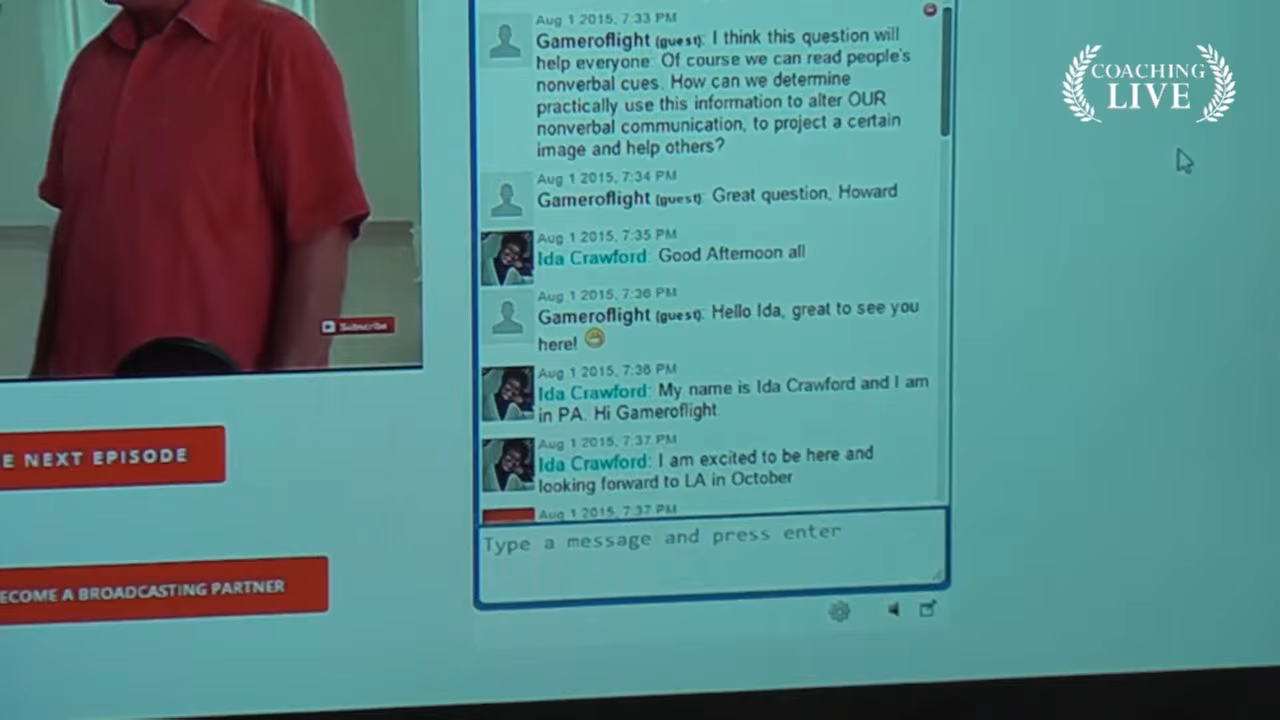 Aug 1 2015, 7:33 PM
Gameroflight (guest): I think this question will
help everyone: Of course we can read people's
nonverbal cues. How can we determine
practically use this information to alter OUR
nonverbal communication, to project a certain
image and help others?
Aug 1 2015, 7:34 PM
Gameroflight (guest): Great question, Howard
Aug 1 2015, 7:35 PM
Ida Crawford: Good Afternoon all
Aug 1 2015, 7:36 PM
Gameroflight (guest): Hello Ida, great to see you
here!
Aug 1 2015, 7:36 PM
Ida Crawford: My name is Ida Crawford and I am
in PA. Hi Gameroflight
Aug 1 2015, 7:37 PM
Ida Crawford: I am excited to be here and
looking forward to LA in October
Aug 1 2015, 7:37 PM
Type a message and press enter
Subscribe
E NEXT EPISODE
ECOME A BROADCASTING PARTNER
COACHING
LIVE